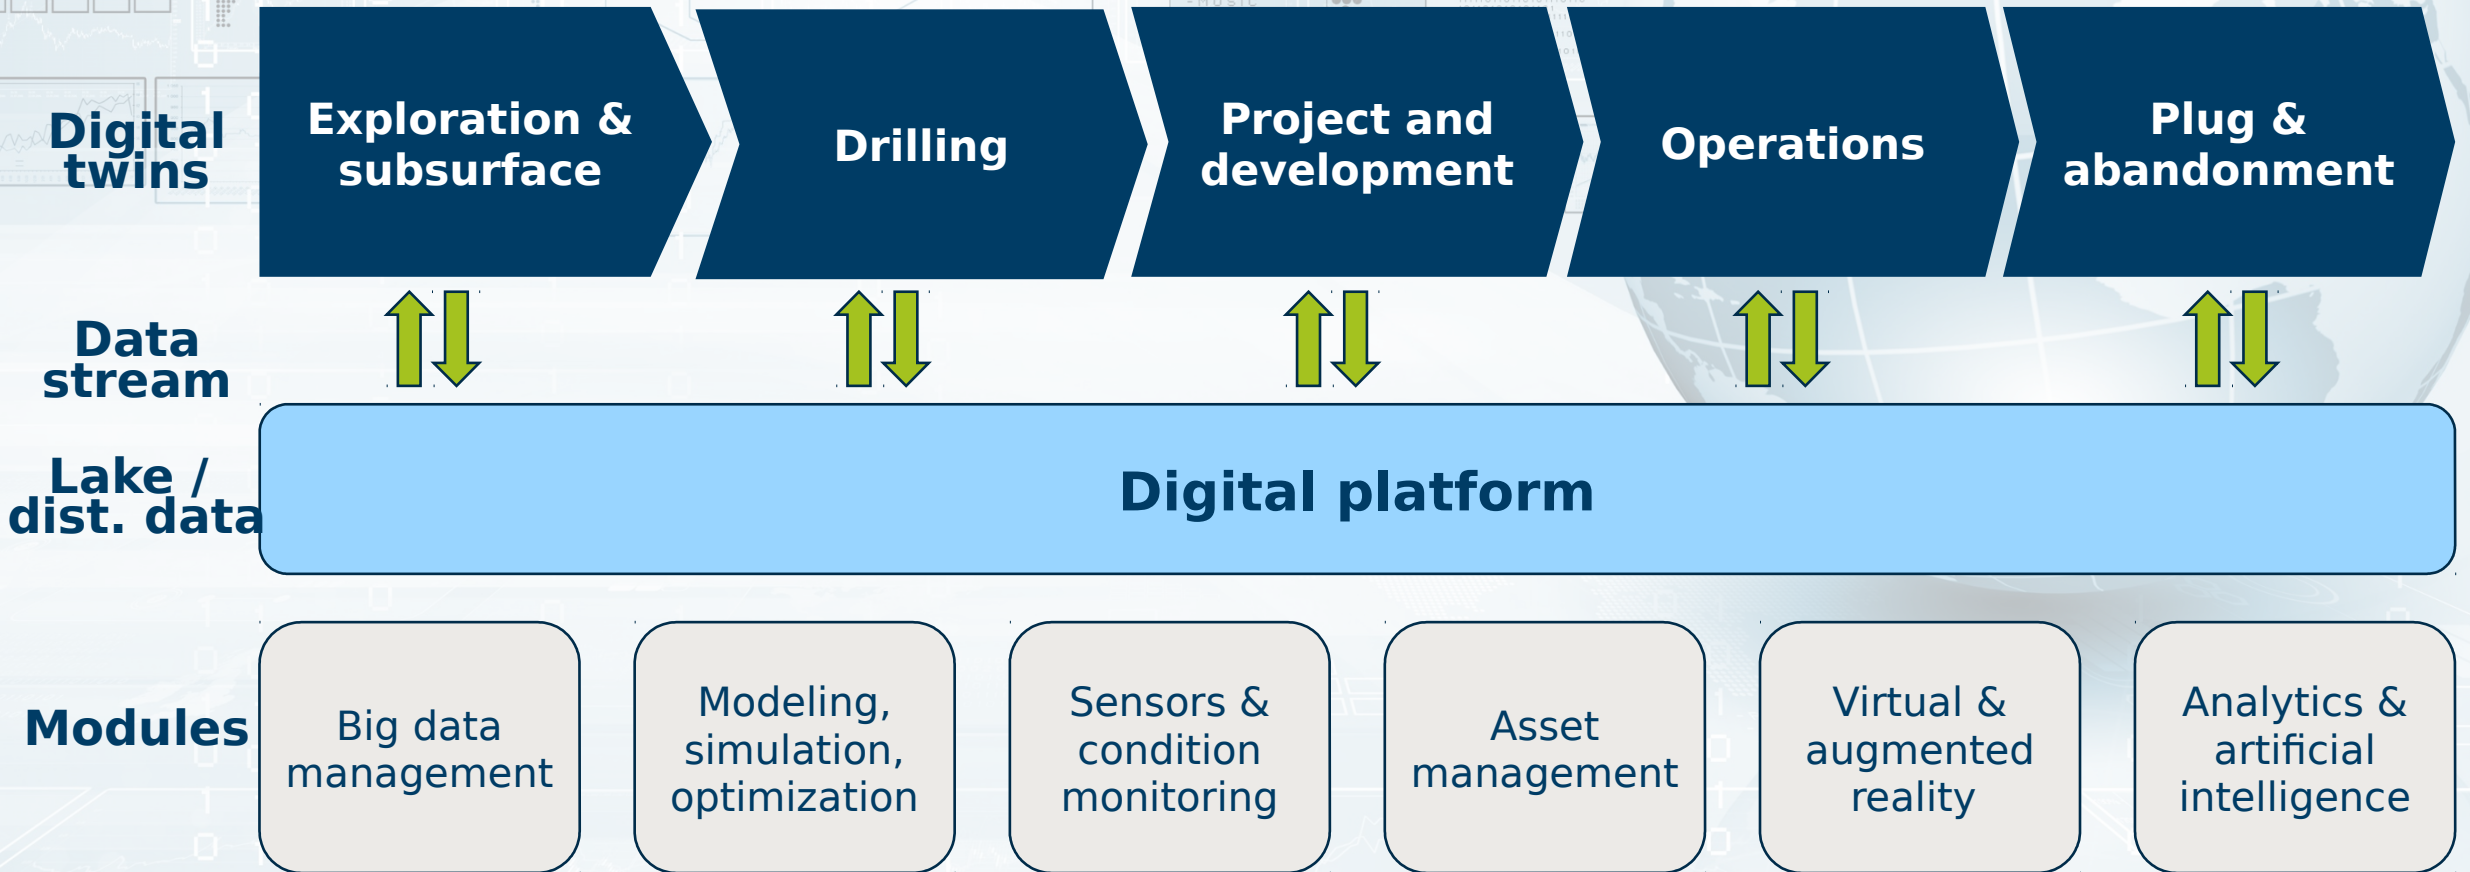 Digital
twins
Exploration &
subsurface
Drilling
Project and
development
Operations
Plug &
abandonment
Data
stream
Lake /
dist. data
Digital platform
Modules
Big data
management
Modeling,
simulation,
optimization
Sensors &
condition
monitoring
Asset
management
Virtual &
augmented
reality
Analytics &
artificial
intelligence